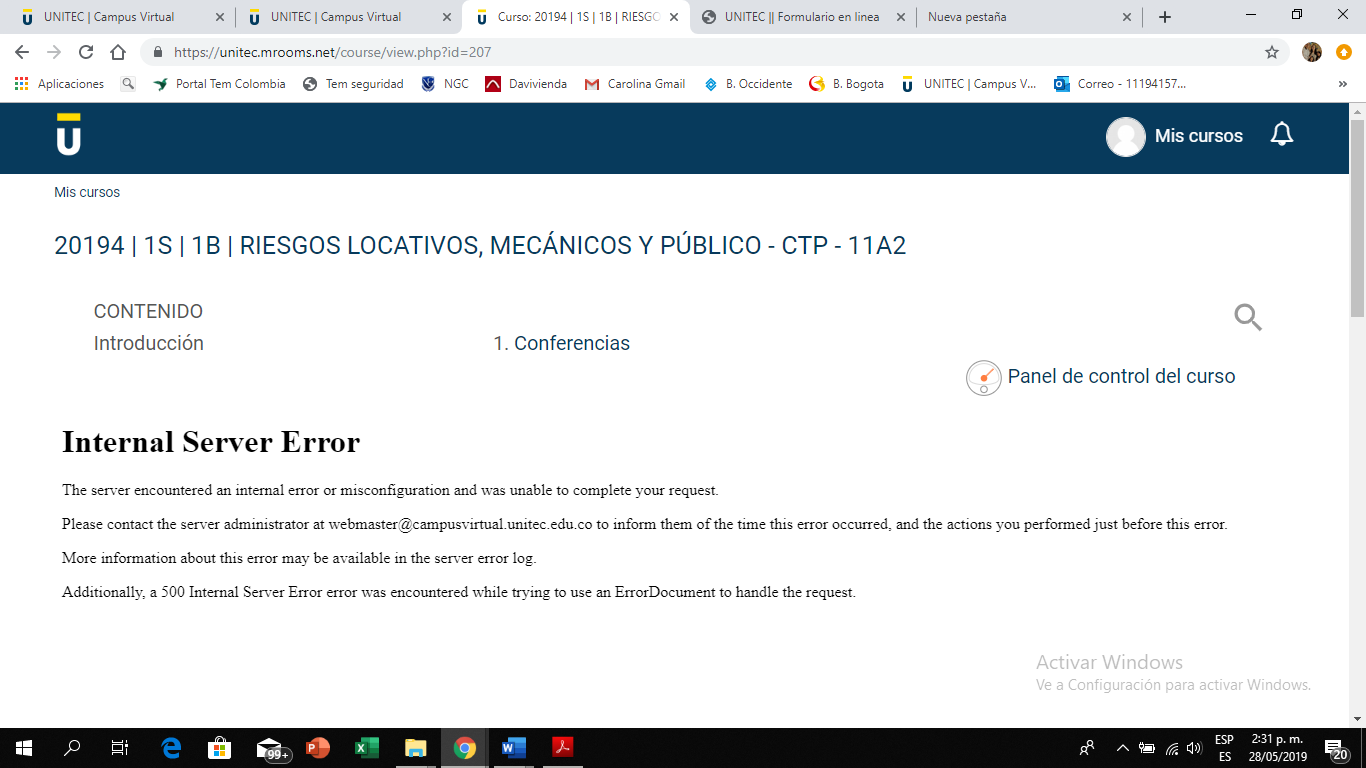 UNITEC | Campus Virtual
UNITEC | Campus Virtual
Curso: 20194 | 1S | 1B | RIESGO
UNITEC || Formulario en linea
Nueva pestaña
https://unitec.mrooms.net/course/view.php?id=207
Aplicaciones
Portal Tem Colombia
Tem seguridad
NGC
Davivienda
Carolina Gmail
B. Occidente
B. Bogota
UNITEC | Campus V...
Correo - 11194157...
»
Mis cursos
Mis cursos
20194 | 1S | 1B | RIESGOS LOCATIVOS, MECÁNICOS Y PÚBLICO - CTP - 11A2
CONTENIDO
Introducción
1. Conferencias
Panel de control del curso
Internal Server Error
The server encountered an internal error or misconfiguration and was unable to complete your request.
Please contact the server administrator at webmaster@campusvirtual.unitec.edu.co to inform them of the time this error occurred, and the actions you performed just before this error.
More information about this error may be available in the server error log.
Additionally, a 500 Internal Server Error error was encountered while trying to use an ErrorDocument to handle the request.
Activar Windows
Ve a Configuración para activar Windows.
99+
ESP
ES
2:31 p. m.
28/05/2019
20